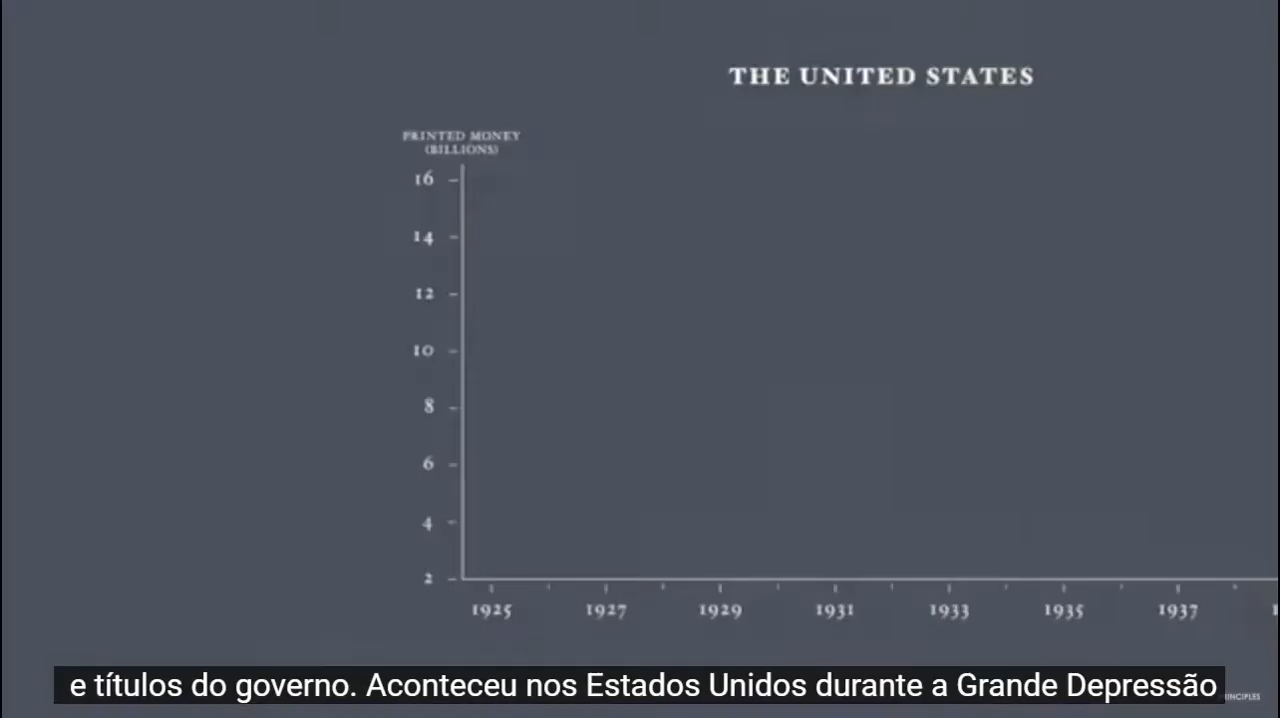 THE UNITED STATES
PRINTED MONEY
(BILLIONS)
16
14
12
10
8
6
4
2
1925 1927 1929 1931 1933 1935 1937
e títulos do governo. Aconteceu nos Estados Unidos durante a Grande Depressão